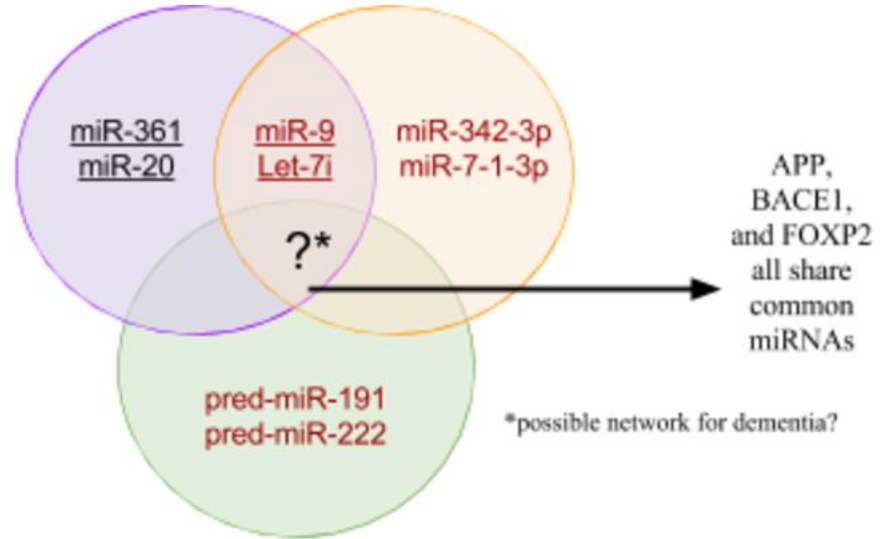 miR-361
miR-20
miR-9
Let-7i
miR-342-3p
miR-7-1-3p
?*
APP,
BACE1,
and FOXP2
all share
common
miRNAs
pred-miR-191
pred-miR-222
*possible network for dementia?